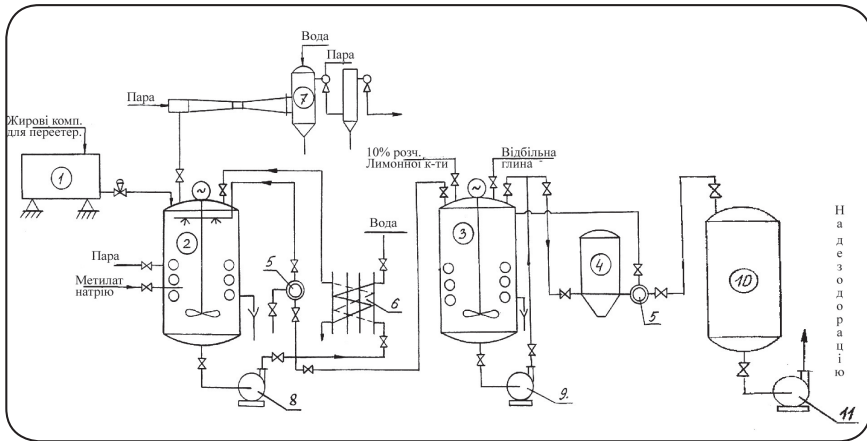 Вода
Пара
Пара
7
Жирові комп.
для переетер.
1
10% розч.
Лимонної к-ти
Відбільна
глина
~
~
2
3
Вода
Пара
Метилат
натрію
5
6
4
5
10
8
9.
11
На дезодорацію